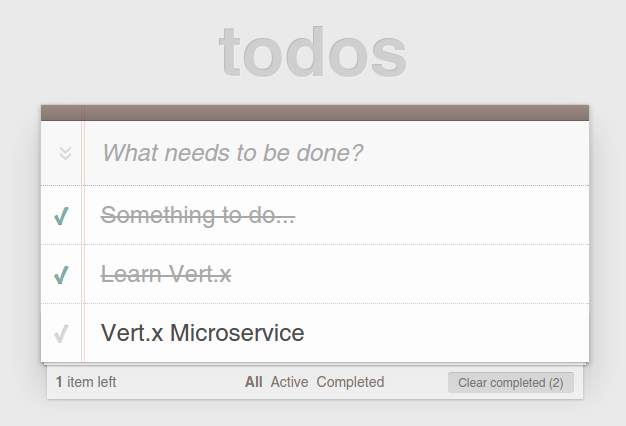 todos
What needs to be done?
Something to do...
Learn Vert.x
Vert.x Microservice
1 item left All Active Completed Clear completed (2)